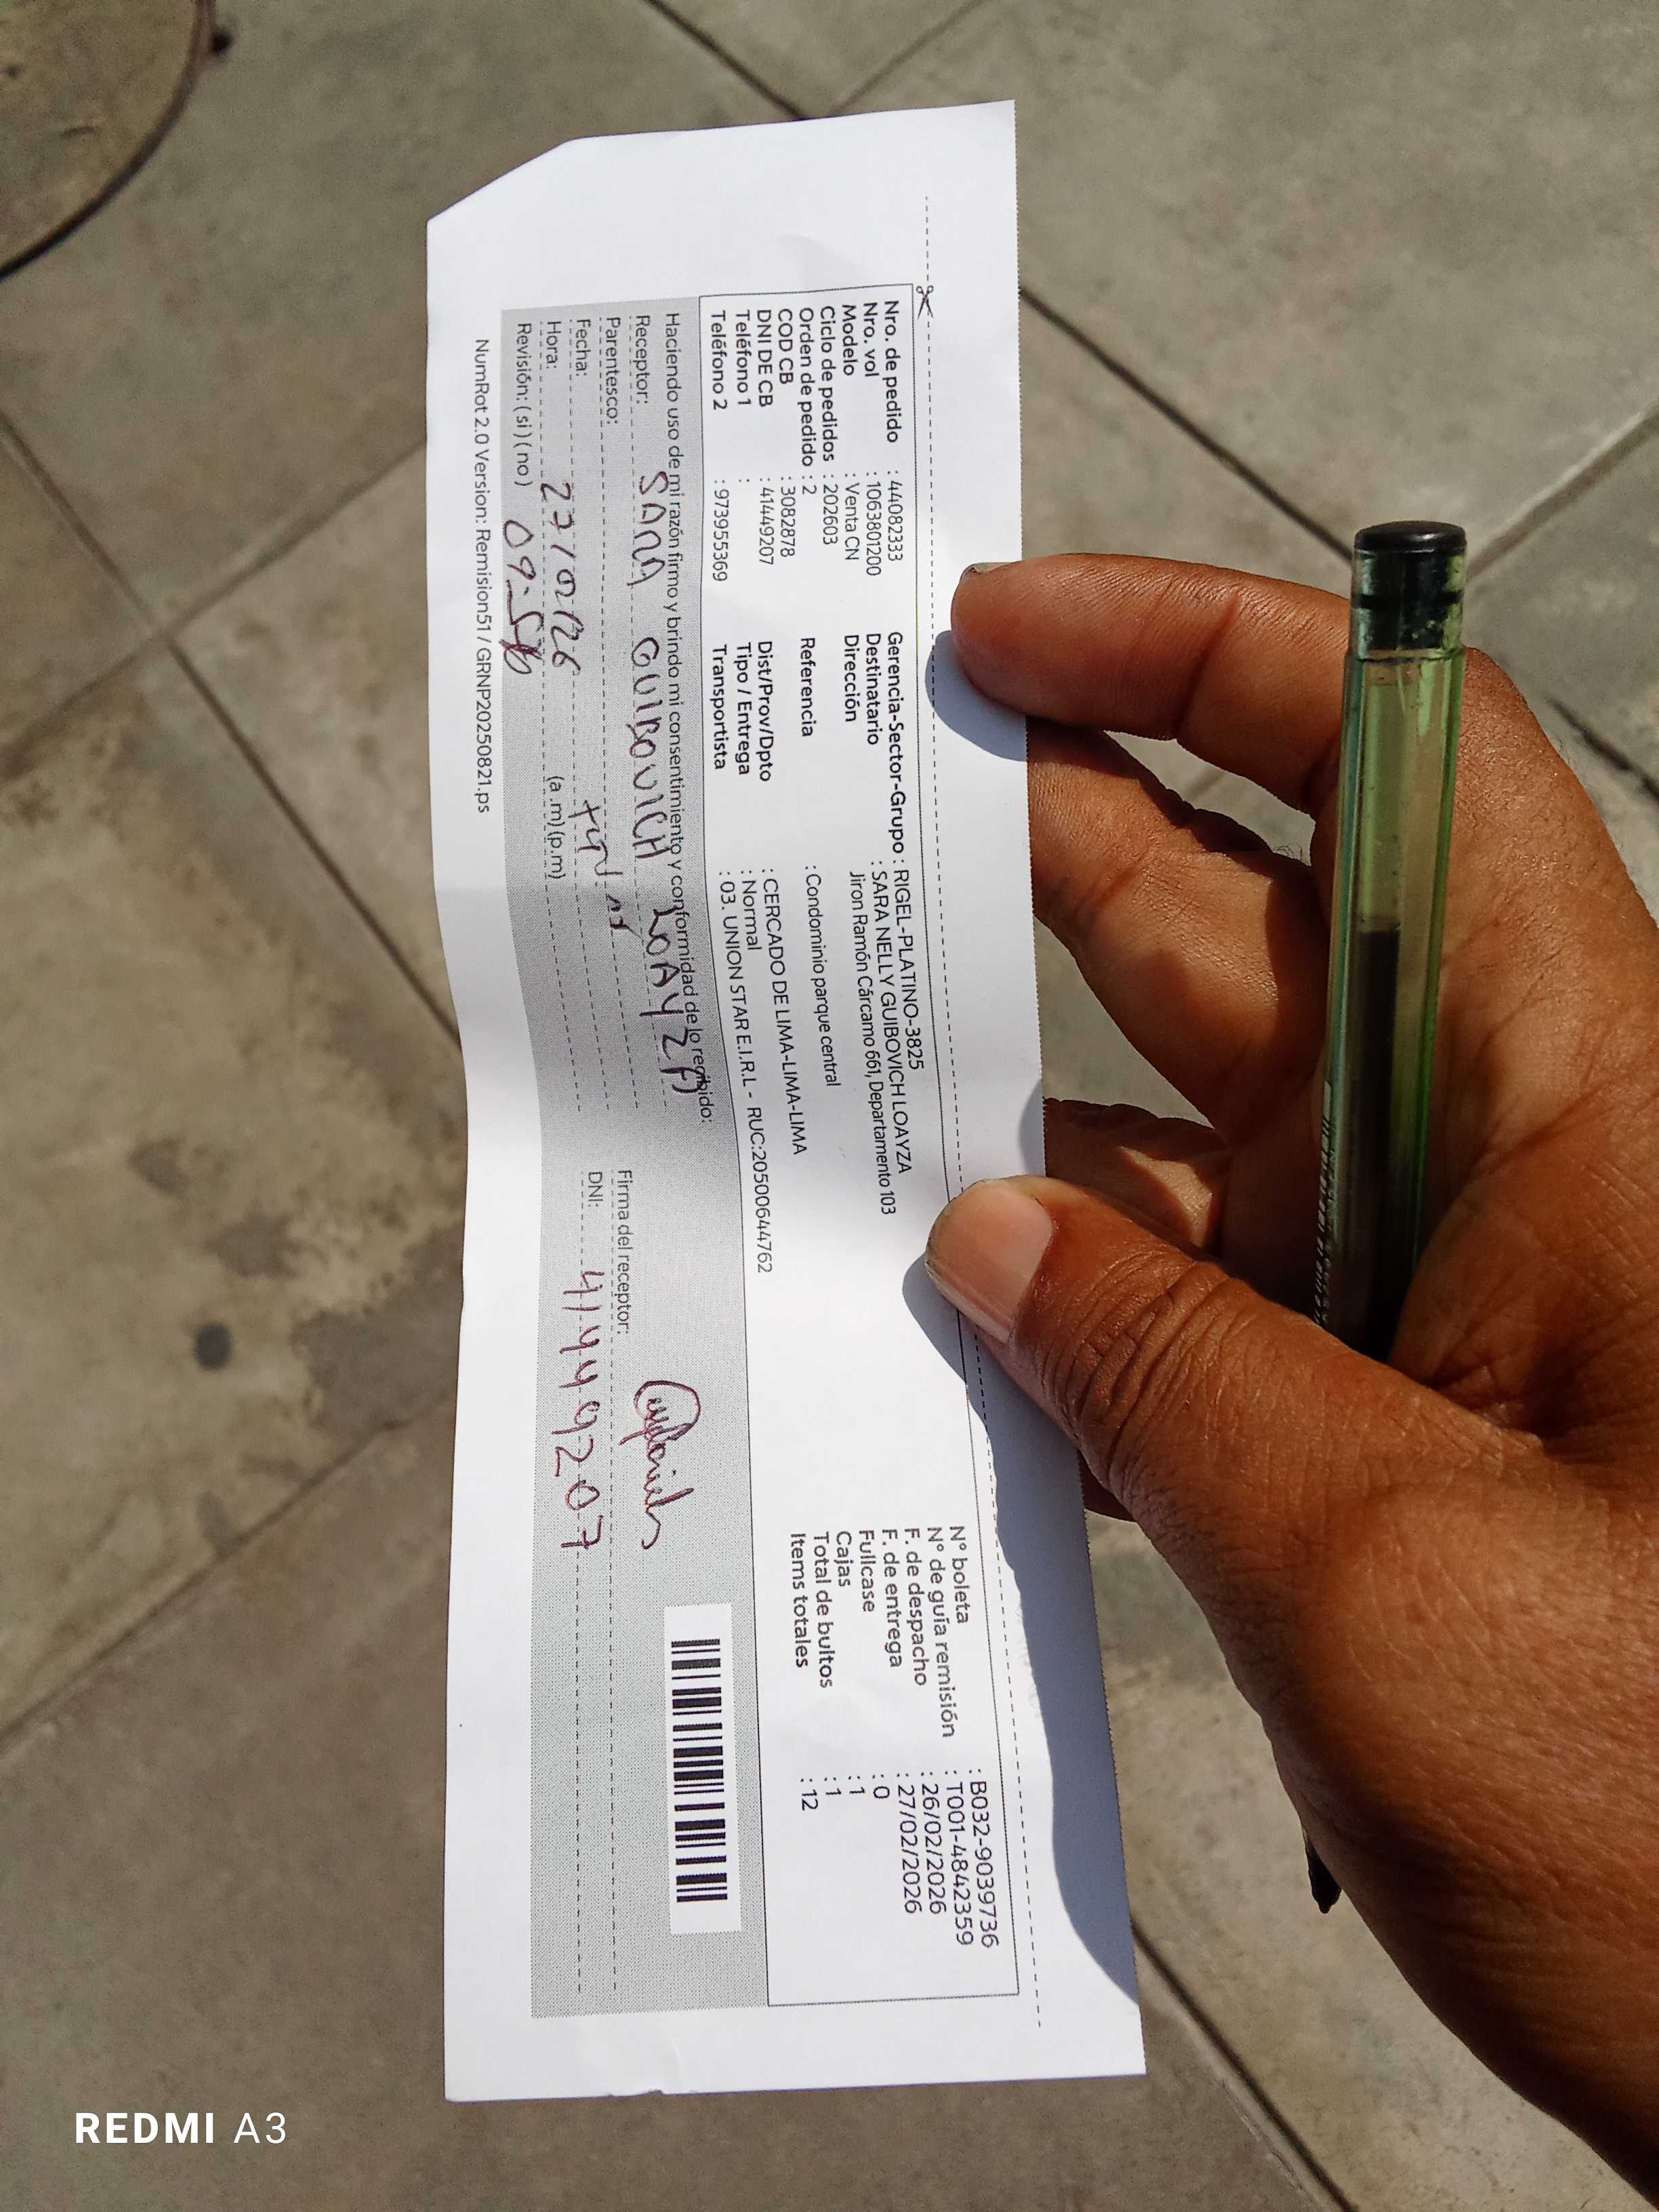 Nro. de pedido : 44082333
Nro. vol : 1063801200
Modelo : Venta CN
Ciclo de pedidos : 202603
Orden de pedido : 2
COD CB : 3082878
DNI DE CB : 41449207
Teléfono 1 :
Teléfono 2 : 973955369
Gerencia-Sector-Grupo : RIGEL-PLATINO-3825
Destinatario : SARA NELLY GUIBOVICH LOAYZA
Dirección Jiron Ramón Cárcamo 661, Departamento 103
Referencia : Condominio parque central
Dist/Prov/Dpto : CERCADO DE LIMA-LIMA-LIMA
Tipo / Entrega : Normal
Transportista : 03. UNION STAR E.I.R.L - RUC:20500644762
N° boleta : B032-9039736
N° de guía remisión : T001-4842359
F. de despacho : 26/02/2026
F. de entrega : 27/02/2026
Fullcase : 0
Cajas : 1
Total de bultos : 1
Items totales : 12
Haciendo uso de mi razón firmo y brindo mi consentimiento y conformidad de lo recibido:
Receptor: SARA GUIBOVICH LOAYZA
Parentesco:
Fecha: 27/02/26
Hora: 09:56 (a.m)(p.m)
Revisión: (si)(no)
Firma del receptor:
DNI: 41449207
NumRot 2.0 Version: Remision51 / GRNP20250821.ps
REDMI A3